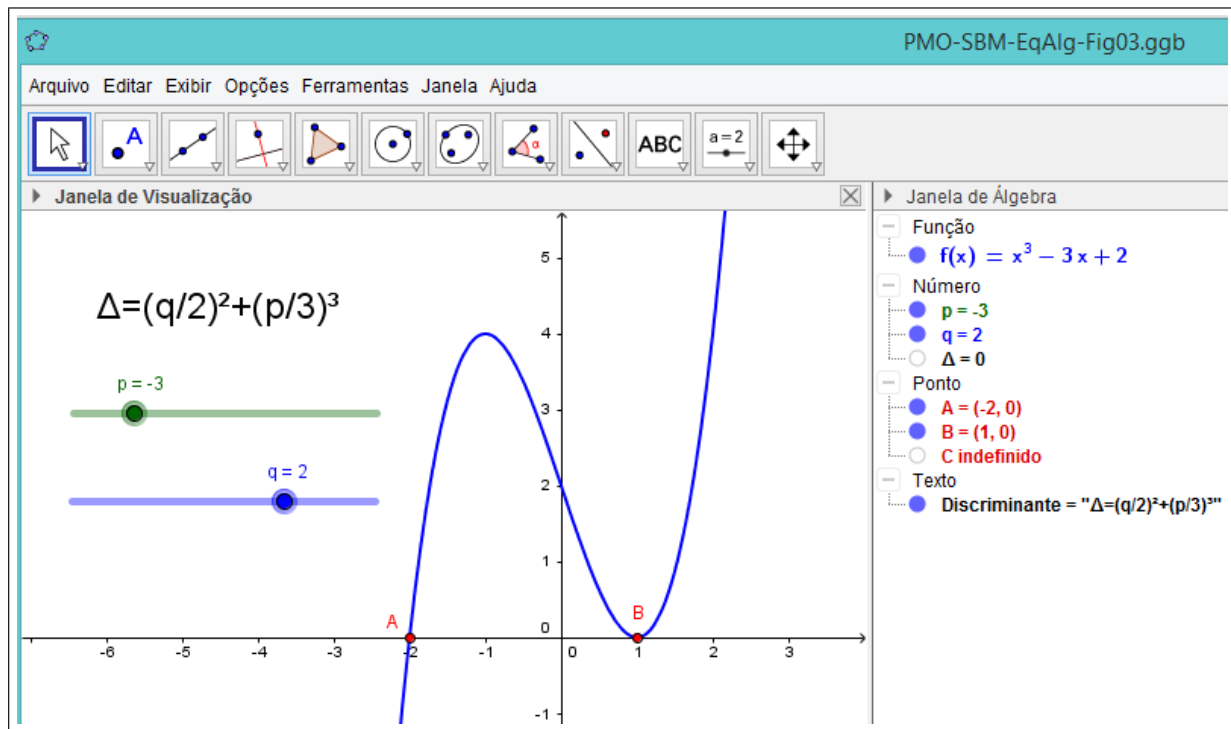 PMO-SBM-EqAlg-Fig03.ggb
Arquivo Editar Exibir Opções Ferramentas Janela Ajuda
A α ABC a=2
Janela de Visualização
Δ=(q/2)²+(p/3)³
p = -3
q = 2
5
4
3
2
1
0
-1
-6 -5 -4 -3 -2 -1 0 1 2 3
A
B
Janela de Álgebra
Função
f(x) = x³ − 3 x + 2
Número
p = -3
q = 2
Δ = 0
Ponto
A = (-2, 0)
B = (1, 0)
C indefinido
Texto
Discriminante = "Δ=(q/2)²+(p/3)³"